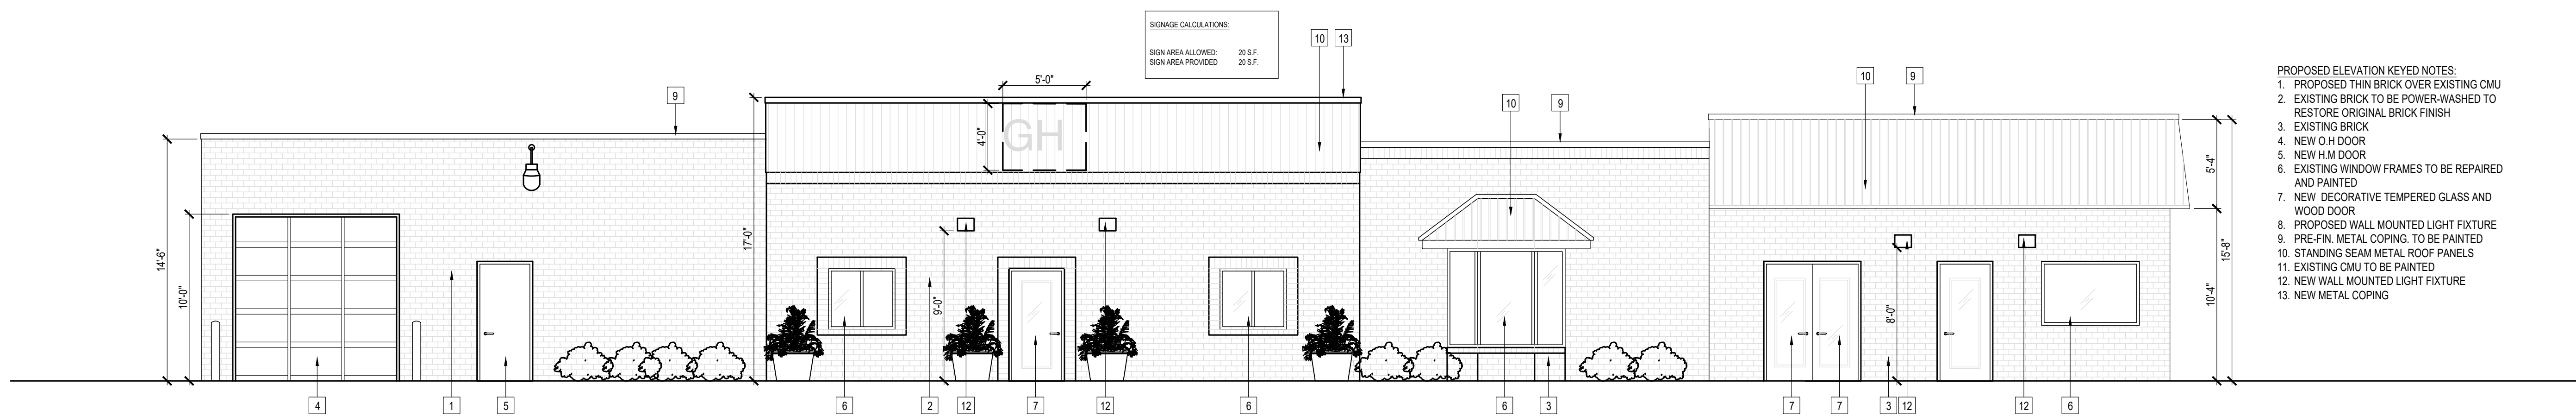 SIGNAGE CALCULATIONS:
SIGN AREA ALLOWED: 20 S.F.
SIGN AREA PROVIDED 20 S.F.
10 13
9
5'-0"
4'-0"
GH
10 9
10 9
14'-6"
10'-0"
17'-0"
9'-0"
8'-0"
5'-4"
10'-4"
15'-8"
4 1 5 6 2 12 7 12 6 6 3 7 7 3 12 12 6
PROPOSED ELEVATION KEYED NOTES:
1. PROPOSED THIN BRICK OVER EXISTING CMU
2. EXISTING BRICK TO BE POWER-WASHED TO
RESTORE ORIGINAL BRICK FINISH
3. EXISTING BRICK
4. NEW O.H DOOR
5. NEW H.M DOOR
6. EXISTING WINDOW FRAMES TO BE REPAIRED
AND PAINTED
7. NEW DECORATIVE TEMPERED GLASS AND
WOOD DOOR
8. PROPOSED WALL MOUNTED LIGHT FIXTURE
9. PRE-FIN. METAL COPING. TO BE PAINTED
10. STANDING SEAM METAL ROOF PANELS
11. EXISTING CMU TO BE PAINTED
12. NEW WALL MOUNTED LIGHT FIXTURE
13. NEW METAL COPING